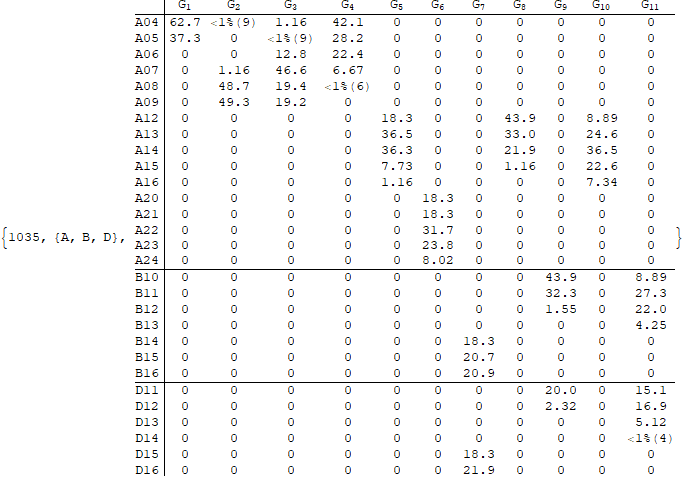 G1 G2 G3 G4 G5 G6 G7 G8 G9 G10 G11
A04 62.7 <1%(9) 1.16 42.1 0 0 0 0 0 0 0
A05 37.3 0 <1%(9) 28.2 0 0 0 0 0 0 0
A06 0 0 12.8 22.4 0 0 0 0 0 0 0
A07 0 1.16 46.6 6.67 0 0 0 0 0 0 0
A08 0 48.7 19.4 <1%(6) 0 0 0 0 0 0 0
A09 0 49.3 19.2 0 0 0 0 0 0 0 0
A12 0 0 0 0 18.3 0 0 43.9 0 8.89 0
A13 0 0 0 0 36.5 0 0 33.0 0 24.6 0
A14 0 0 0 0 36.3 0 0 21.9 0 36.5 0
A15 0 0 0 0 7.73 0 0 1.16 0 22.6 0
A16 0 0 0 0 1.16 0 0 0 0 7.34 0
A20 0 0 0 0 0 18.3 0 0 0 0 0
A21 0 0 0 0 0 18.3 0 0 0 0 0
A22 0 0 0 0 0 31.7 0 0 0 0 0
{1035, {A, B, D}, A23 0 0 0 0 0 23.8 0 0 0 0 0 }
A24 0 0 0 0 0 8.02 0 0 0 0 0
B10 0 0 0 0 0 0 0 0 43.9 0 8.89
B11 0 0 0 0 0 0 0 0 32.3 0 27.3
B12 0 0 0 0 0 0 0 0 1.55 0 22.0
B13 0 0 0 0 0 0 0 0 0 0 4.25
B14 0 0 0 0 0 0 18.3 0 0 0 0
B15 0 0 0 0 0 0 20.7 0 0 0 0
B16 0 0 0 0 0 0 20.9 0 0 0 0
D11 0 0 0 0 0 0 0 0 20.0 0 15.1
D12 0 0 0 0 0 0 0 0 2.32 0 16.9
D13 0 0 0 0 0 0 0 0 0 0 5.12
D14 0 0 0 0 0 0 0 0 0 0 <1%(4)
D15 0 0 0 0 0 0 18.3 0 0 0 0
D16 0 0 0 0 0 0 21.9 0 0 0 0